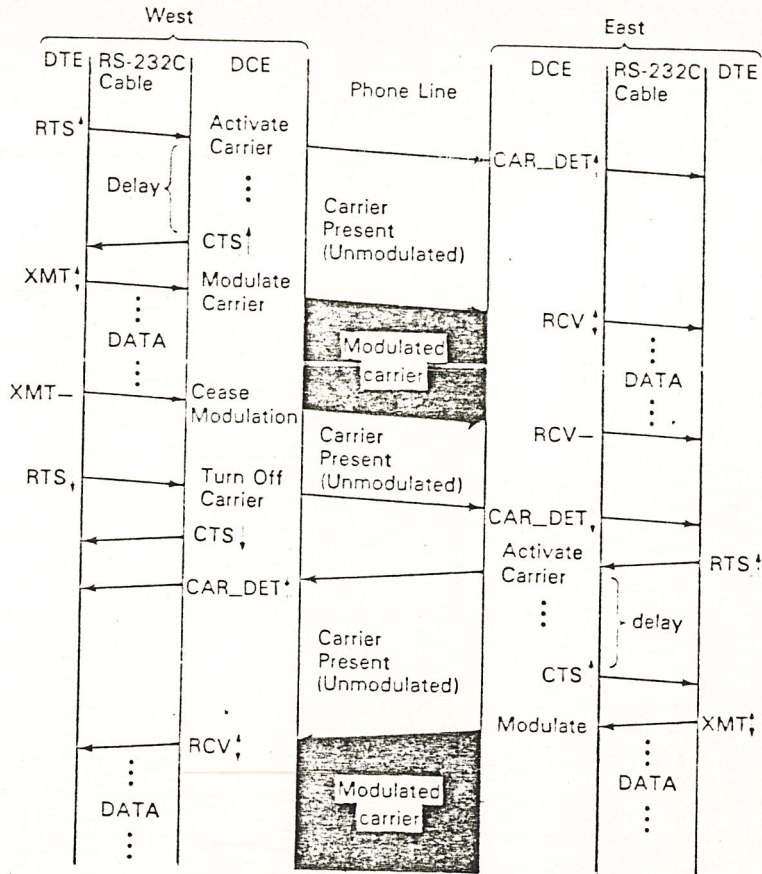 West
East
DTE RS-232C Cable DCE
Phone Line
DCE RS-232C Cable DTE
RTS↑
Activate
Carrier
CAR_DET↑
Delay
Carrier
Present
(Unmodulated)
CTS↑
XMT↕
Modulate
Carrier
RCV↕
DATA
Modulated
carrier
DATA
XMT–
Cease
Modulation
RCV–
Carrier
Present
(Unmodulated)
RTS↓
Turn Off
Carrier
CAR_DET↓
CTS↓
Activate
Carrier
RTS↑
CAR_DET↑
delay
Carrier
Present
(Unmodulated)
CTS↑
Modulate
XMT↕
RCV↕
Modulated
carrier
DATA
DATA